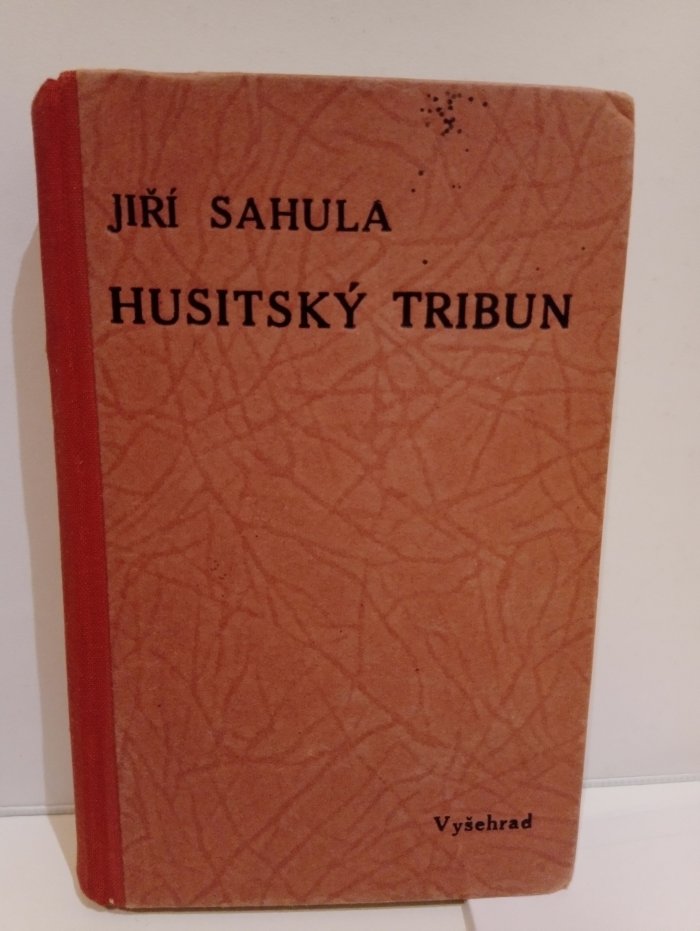 JIŘÍ SAHULA
HUSITSKÝ TRIBUN
Vyšehrad